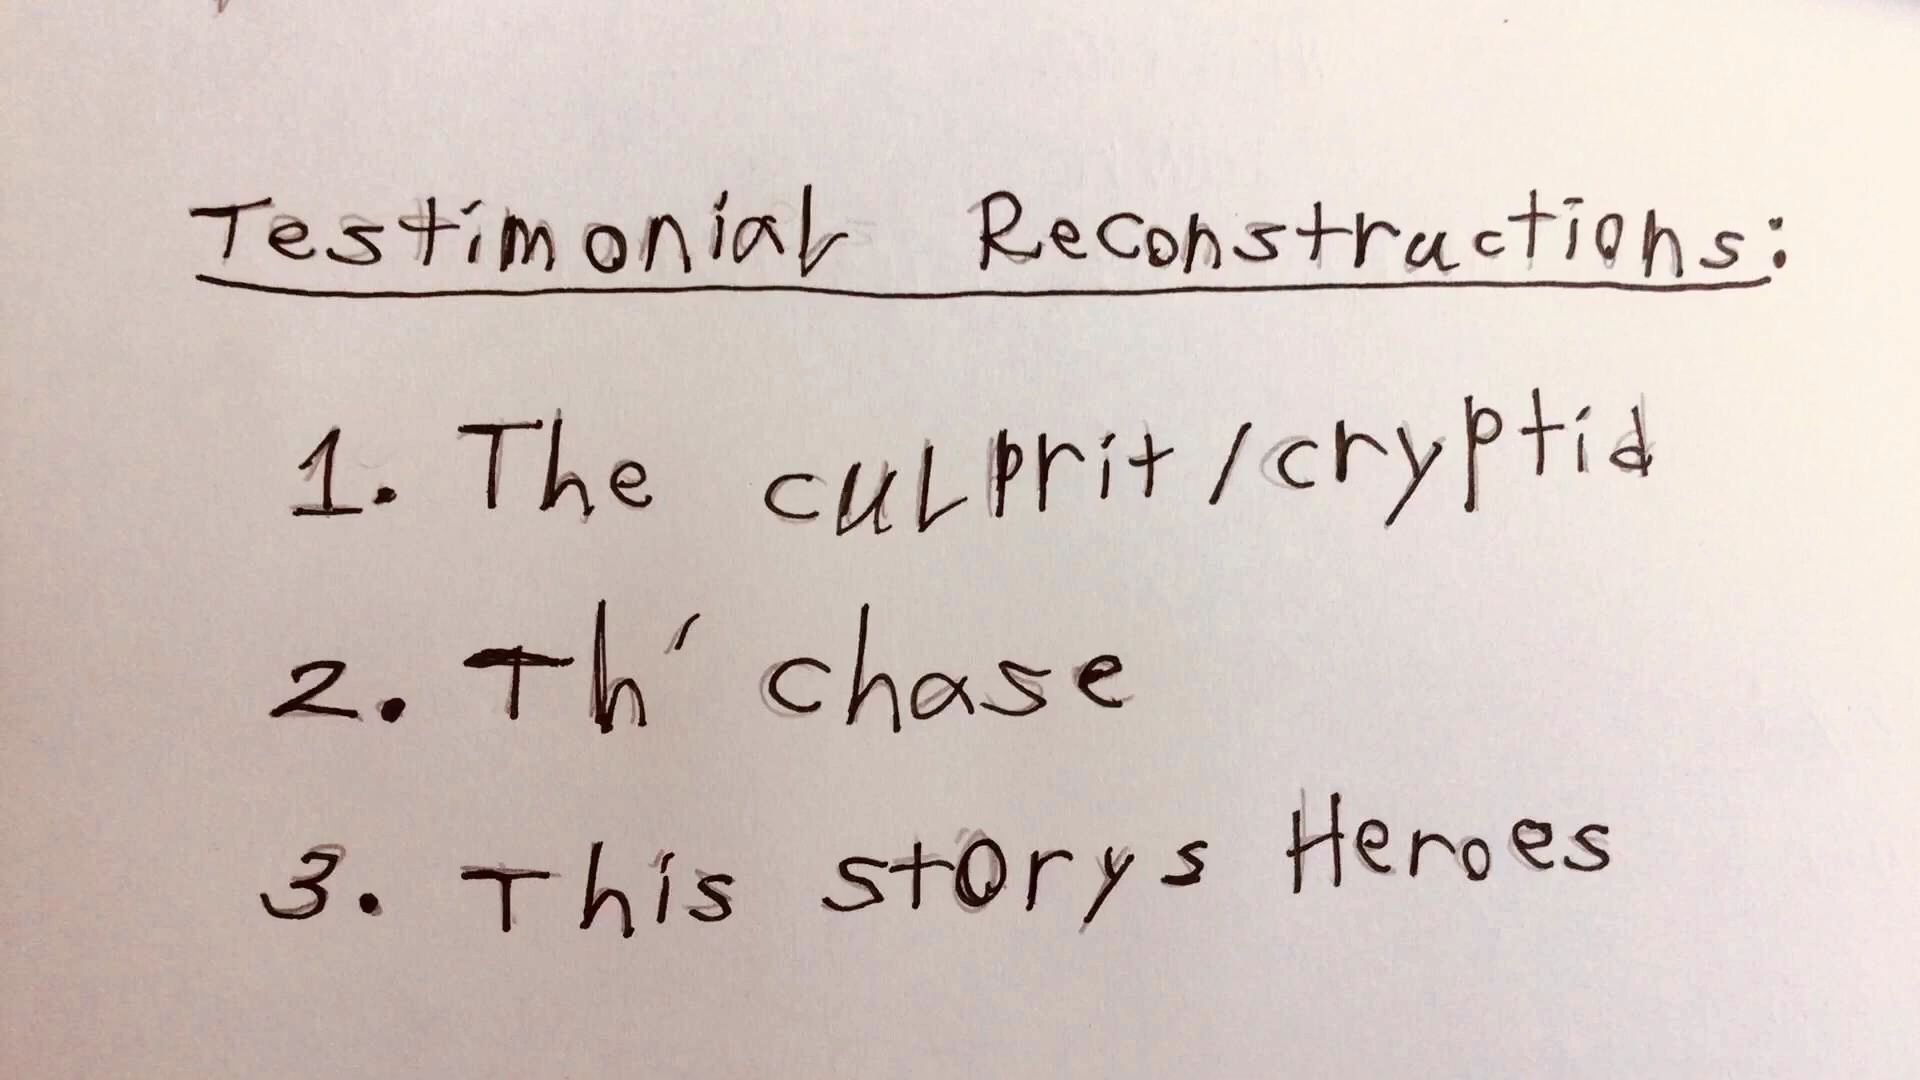 Testimonial Reconstructions:
1. The culprit/cryptid
2. Th' chase
3. This storys Heroes